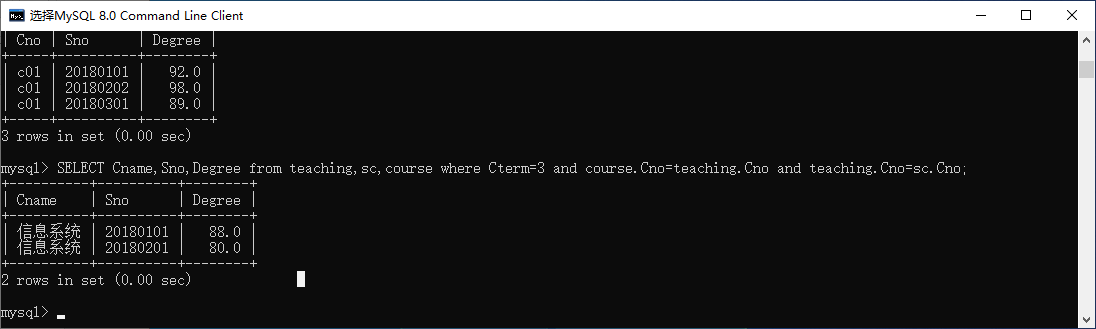 选择MySQL 8.0 Command Line Client
| Cno | Sno      | Degree |
+-----+----------+--------+
| c01 | 20180101 |   92.0 |
| c01 | 20180202 |   98.0 |
| c01 | 20180301 |   89.0 |
+-----+----------+--------+
3 rows in set (0.00 sec)
mysql> SELECT Cname,Sno,Degree from teaching,sc,course where Cterm=3 and course.Cno=teaching.Cno and teaching.Cno=sc.Cno;
+----------+----------+--------+
| Cname    | Sno      | Degree |
+----------+----------+--------+
| 信息系统 | 20180101 |   88.0 |
| 信息系统 | 20180201 |   80.0 |
+----------+----------+--------+
2 rows in set (0.00 sec)
mysql>